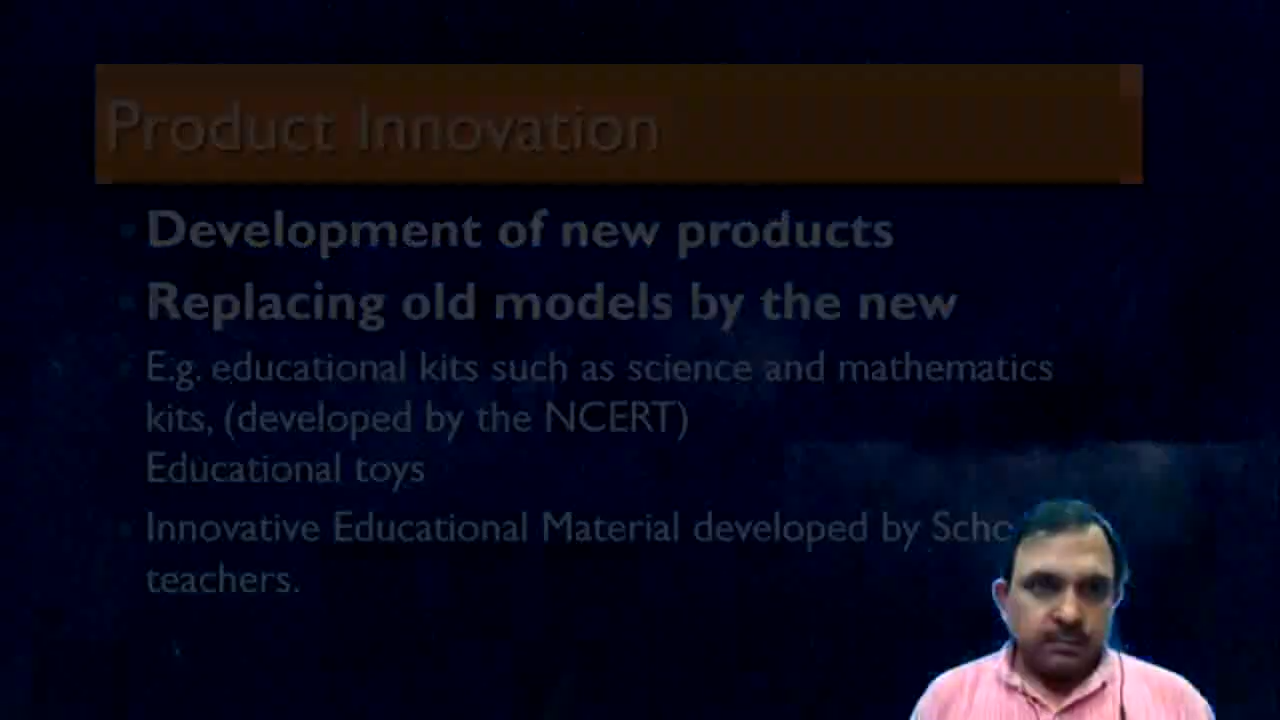 Product Innovation
Development of new products
Replacing old models by the new
E.g. educational kits such as science and mathematics
kits, (developed by the NCERT)
Educational toys
Innovative Educational Material developed by Scho
teachers.